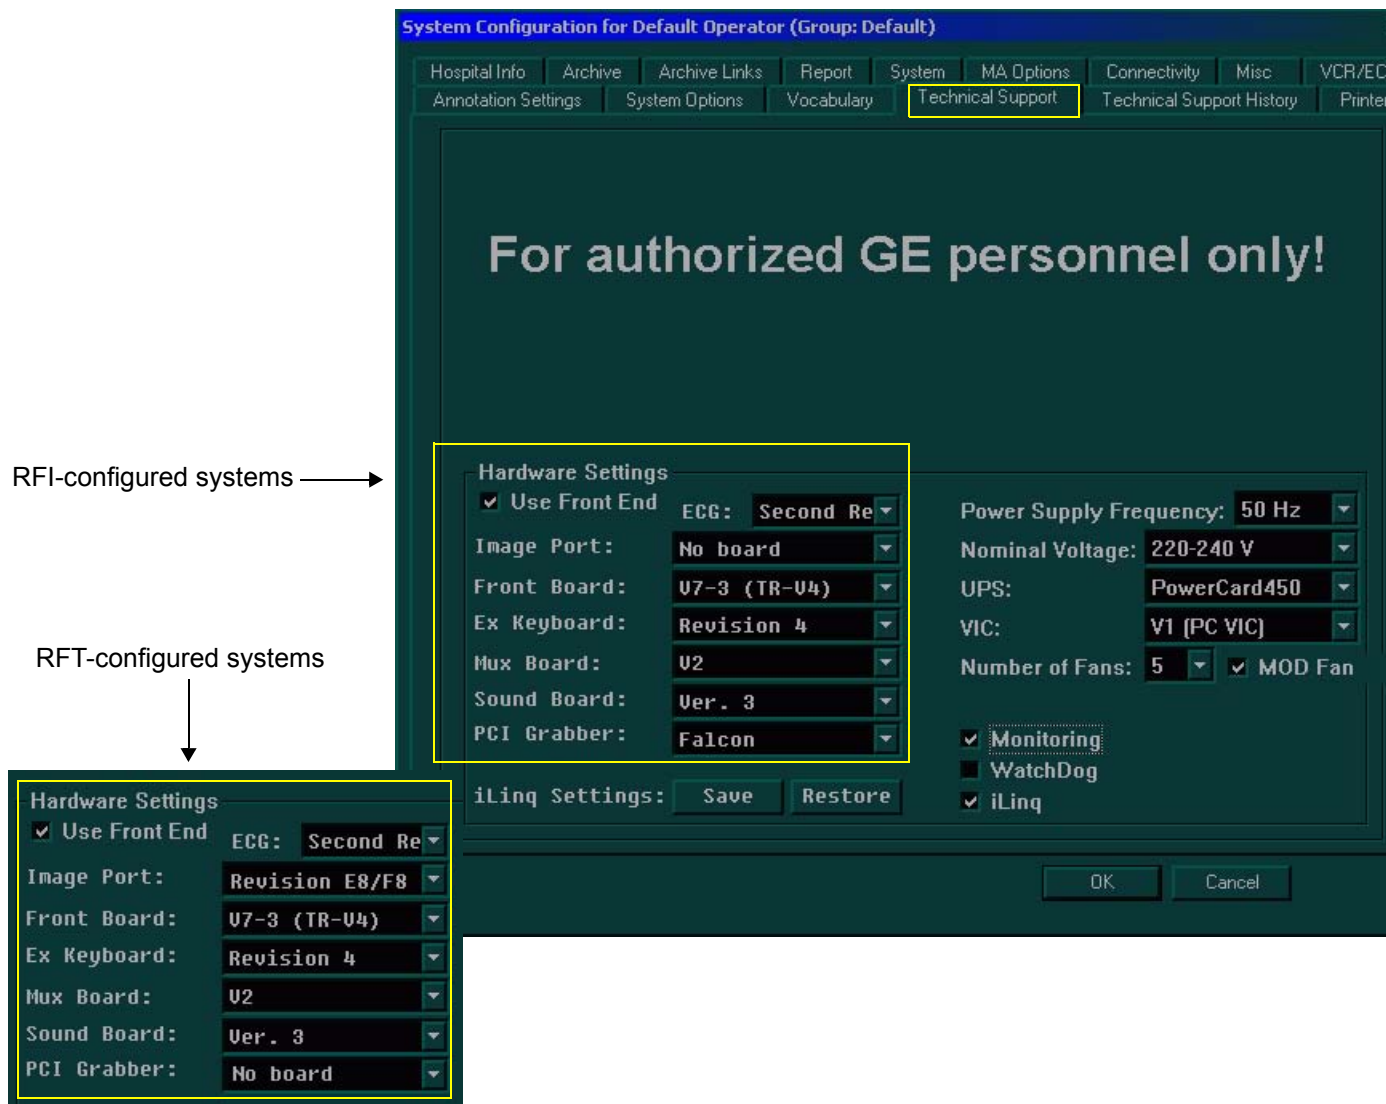 System Configuration for Default Operator (Group: Default)
Hospital Info Archive Archive Links Report System MA Options Connectivity Misc VCR/EC
Annotation Settings System Options Vocabulary Technical Support Technical Support History Printer
For authorized GE personnel only!
RFI-configured systems
Hardware Settings
Use Front End ECG: Second Re
Image Port: No board
Front Board: V7-3 (TR-V4)
Ex Keyboard: Revision 4
Mux Board: V2
Sound Board: Ver. 3
PCI Grabber: Falcon
iLinq Settings: Save Restore
Power Supply Frequency: 50 Hz
Nominal Voltage: 220-240 V
UPS: PowerCard450
VIC: V1 (PC VIC)
Number of Fans: 5 MOD Fan
Monitoring
WatchDog
iLinq
OK Cancel
RFT-configured systems
Hardware Settings
Use Front End ECG: Second Re
Image Port: Revision E8/F8
Front Board: V7-3 (TR-V4)
Ex Keyboard: Revision 4
Mux Board: V2
Sound Board: Ver. 3
PCI Grabber: No board